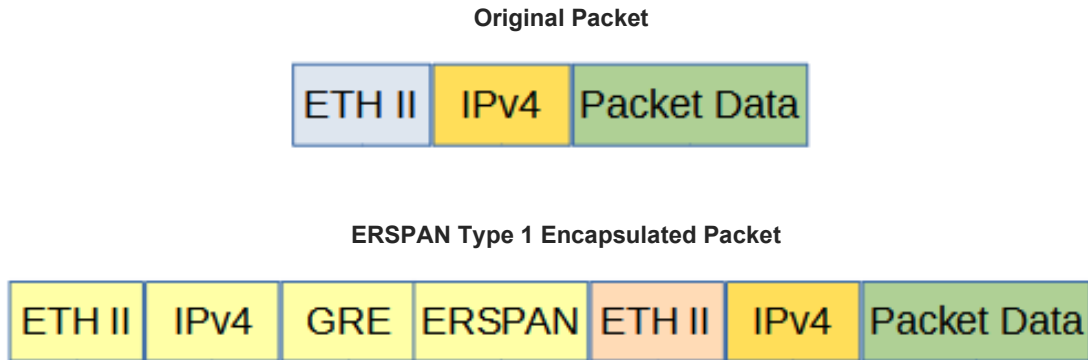 Original Packet
ETH II IPv4 Packet Data
ERSPAN Type 1 Encapsulated Packet
ETH II IPv4 GRE ERSPAN ETH II IPv4 Packet Data